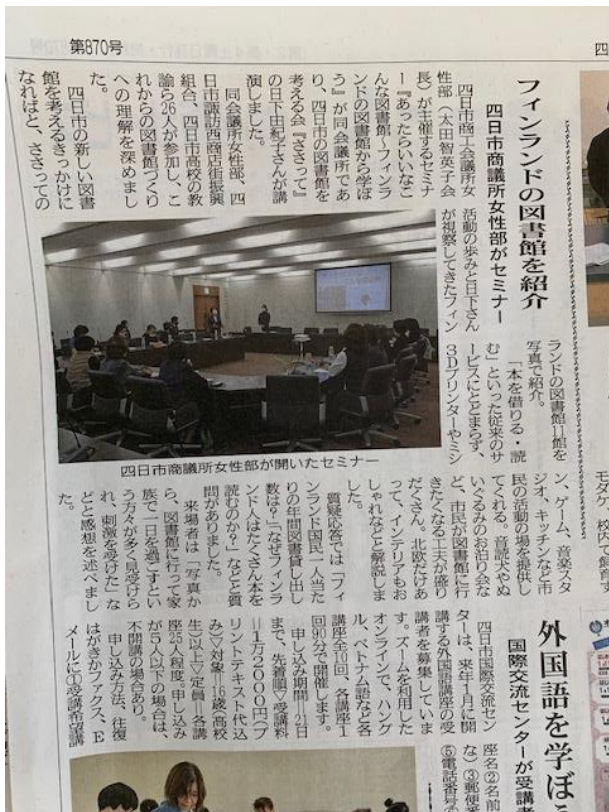 第870号
四
フィンランドの図書館を紹介
四日市商議所女性部がセミナー
四日市商工会議所女
性部(太田智英子会
長)が主催するセミナ
ー『あったらいいなこ
んな図書館～フィンラ
ンドの図書館から学ぼ
う』が同会議所であ
り、四日市の図書館を
考える会『ささって』
の日下由紀子さんが講
演しました。
同会議所女性部、四
日市諏訪西商店街振興
組合、四日市高校の教
諭ら26人が参加し、こ
れからの図書館づくり
への理解を深めまし
た。
四日市の新しい図書
館を考えるきっかけに
なればと、ささっての
活動の歩みと日下さん
が視察してきたフィン
ランドの図書館11館を
写真で紹介。
「本を借りる・読
む」といった従来のサ
ービスにとどまらず、
3Dプリンターやミシ
ン、ゲーム、音楽スタ
ジオ、キッチンなど市
民の活動の場を提供し
てくれる。音読犬やぬ
いぐるみのお泊り会な
ど、市民が図書館に行
きたくなる工夫が盛り
だくさん。北欧だけあ
って、インテリアもお
しゃれなどと解説しま
した。
質疑応答では「フィ
ンランド国民一人当た
りの年間図書貸し出し
数は?」「なぜフィンラ
ンド人はたくさん本を
読むのか?」などと質
問がありました。
来場者は「写真か
ら、図書館に行って家
族で一日を過ごすとい
う方々が多く見受けら
れ、刺激を受けた」な
どと感想を述べまし
た。
四日市商議所女性部が開いたセミナー
外国語を学ぼ
国際交流センターが受講者
四日市国際交流セン
ターは、来年1月に開
講する外国語講座の受
講者を募集していま
す。ズームを利用した
オンラインで、ハング
ル、ベトナム語など各
講座全10回、各講座1
回90分で開催します。
申し込み期間=21日
まで、先着順▽受講料
=1万2000円(プ
リントテキスト代込
み)▽対象=16歳(高校
生)以上▽定員=各講
座25人程度。申し込み
が5人以下の場合は、
不開講の場合あり。
申し込み方法、往復
はがきかファクス、E
メールに①受講希望講
座名②名前
な)③郵便番
⑤電話番号